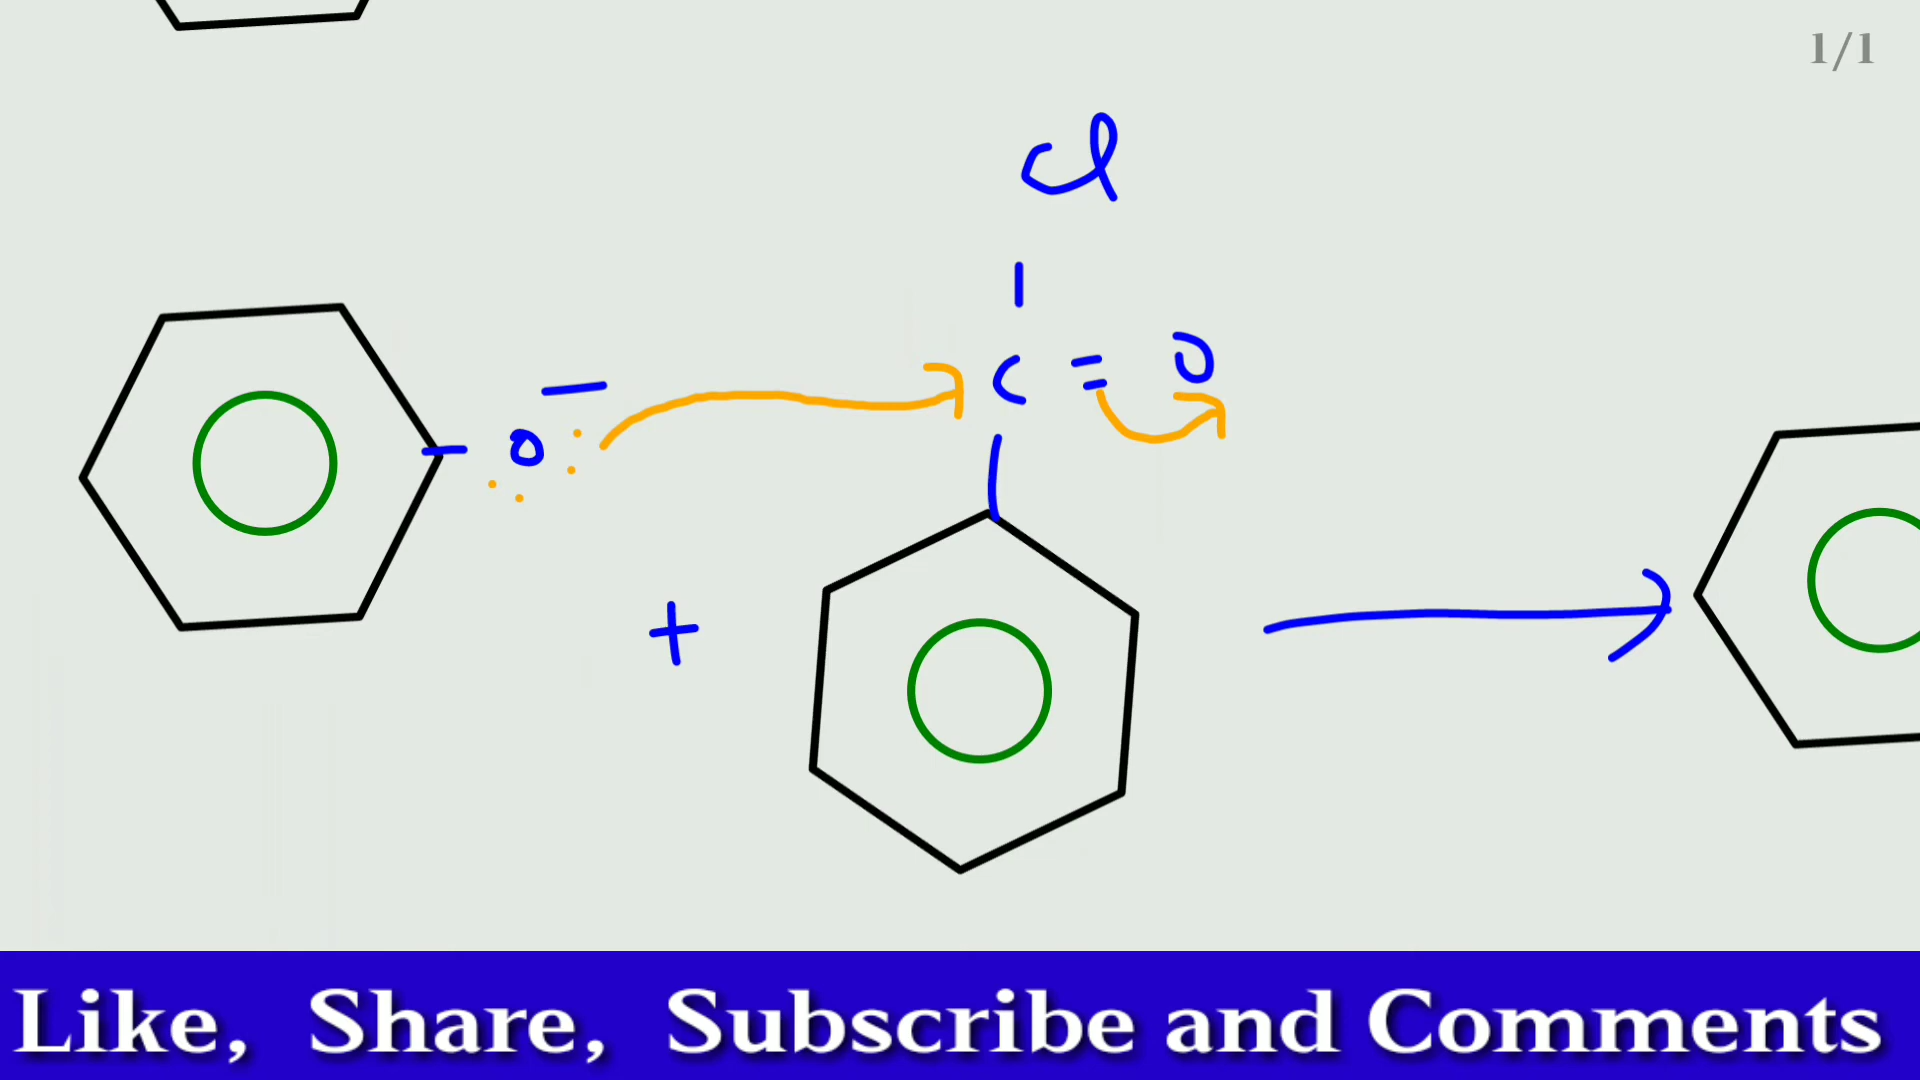 1/1
Cl
C = O
O
+
Like, Share, Subscribe and Comments